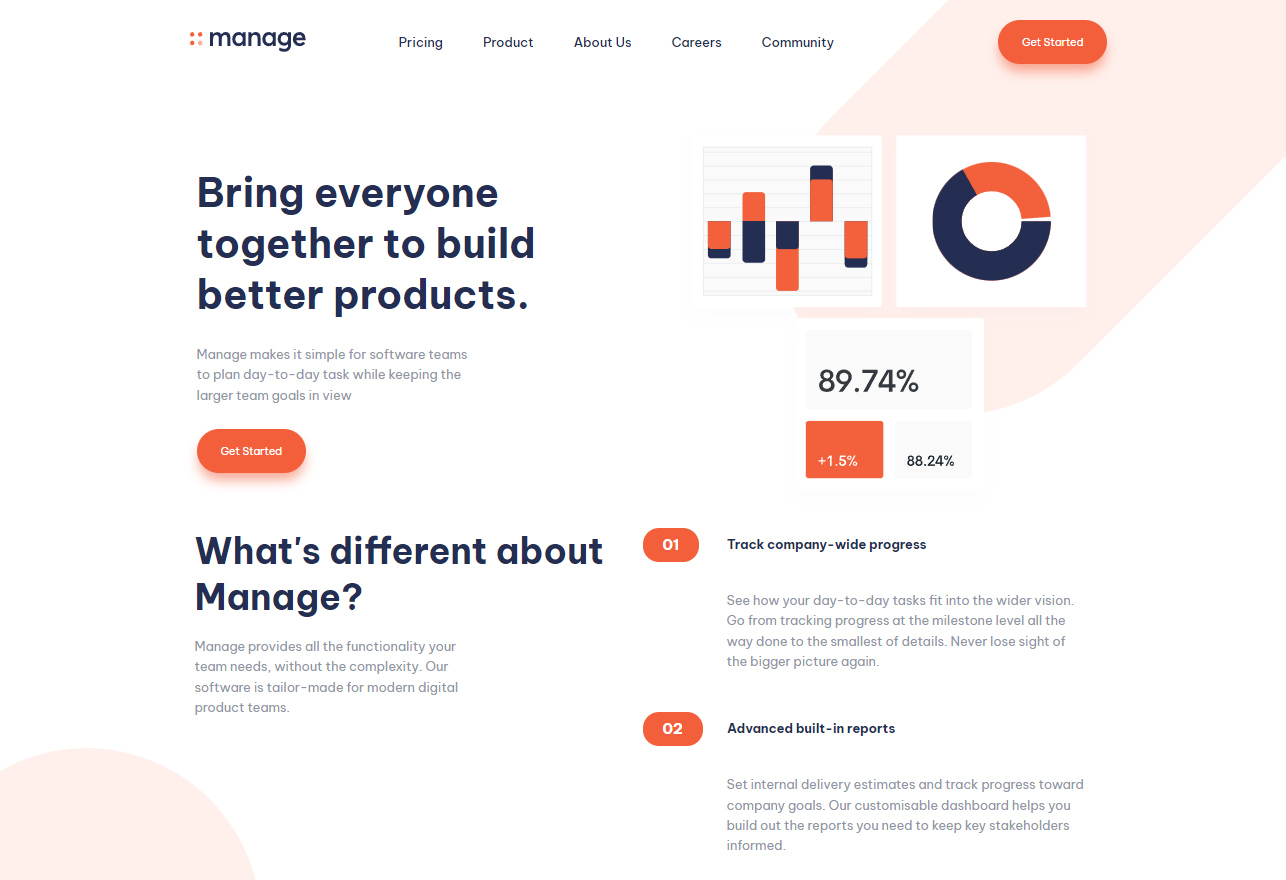 manage
Pricing
Product
About Us
Careers
Community
Get Started
Bring everyone
together to build
better products.
Manage makes it simple for software teams
to plan day-to-day task while keeping the
larger team goals in view
Get Started
89.74%
+1.5%
88.24%
What's different about
Manage?
Manage provides all the functionality your
team needs, without the complexity. Our
software is tailor-made for modern digital
product teams.
01
Track company-wide progress
See how your day-to-day tasks fit into the wider vision.
Go from tracking progress at the milestone level all the
way done to the smallest of details. Never lose sight of
the bigger picture again.
02
Advanced built-in reports
Set internal delivery estimates and track progress toward
company goals. Our customisable dashboard helps you
build out the reports you need to keep key stakeholders
informed.